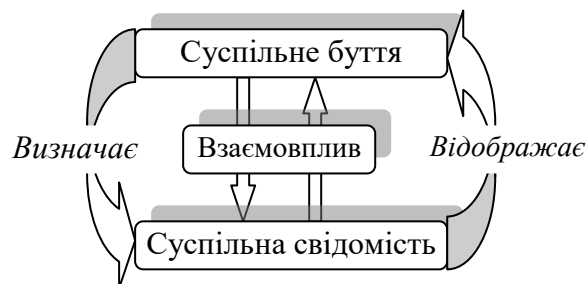 Суспільне буття
Визначає
Взаємовплив
Відображає
Суспільна свідомість